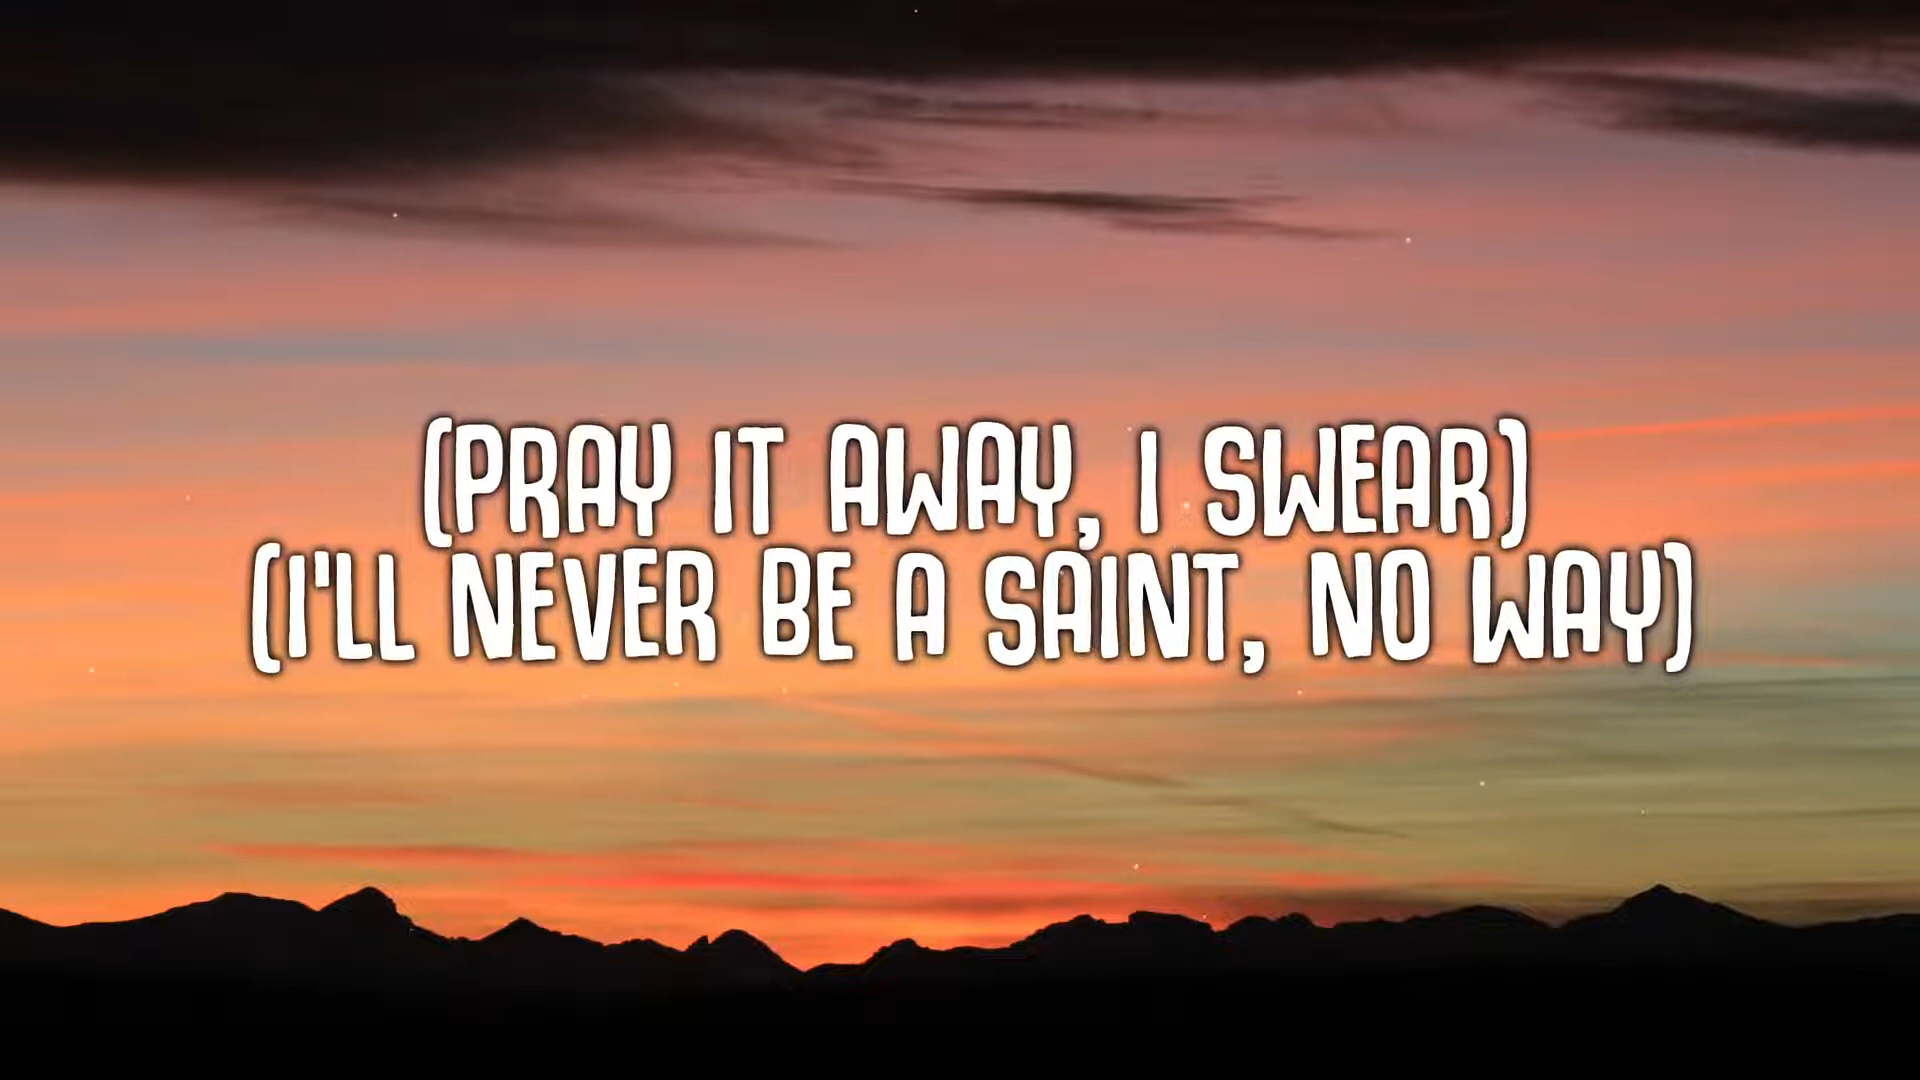 (PRAY IT AWAY, I SWEAR)
(I'LL NEVER BE A SAINT, NO WAY)